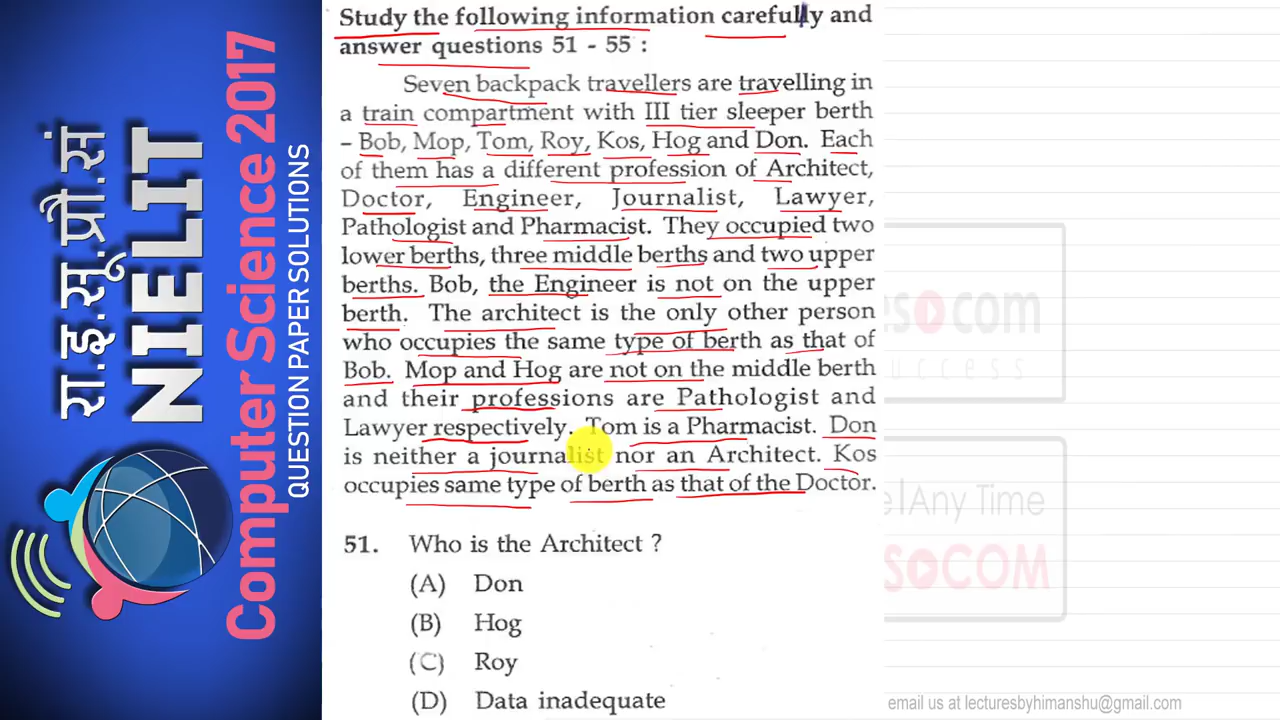 रा.इ.सू.प्रौ.सं
NIELIT
Computer Science 2017
QUESTION PAPER SOLUTIONS
Study the following information carefully and
answer questions 51 - 55 :
Seven backpack travellers are travelling in
a train compartment with III tier sleeper berth
– Bob, Mop, Tom, Roy, Kos, Hog and Don. Each
of them has a different profession of Architect,
Doctor, Engineer, Journalist, Lawyer,
Pathologist and Pharmacist. They occupied two
lower berths, three middle berths and two upper
berths. Bob, the Engineer is not on the upper
berth. The architect is the only other person
who occupies the same type of berth as that of
Bob. Mop and Hog are not on the middle berth
and their professions are Pathologist and
Lawyer respectively. Tom is a Pharmacist. Don
is neither a journalist nor an Architect. Kos
occupies same type of berth as that of the Doctor.
51. Who is the Architect ?
(A) Don
(B) Hog
(C) Roy
(D) Data inadequate
com
success
Any Time
COM
email us at lecturesbyhimanshu@gmail.com